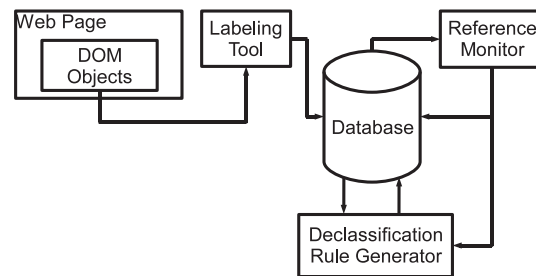 Web Page
DOM
Objects
Labeling
Tool
Reference
Monitor
Database
Declassification
Rule Generator